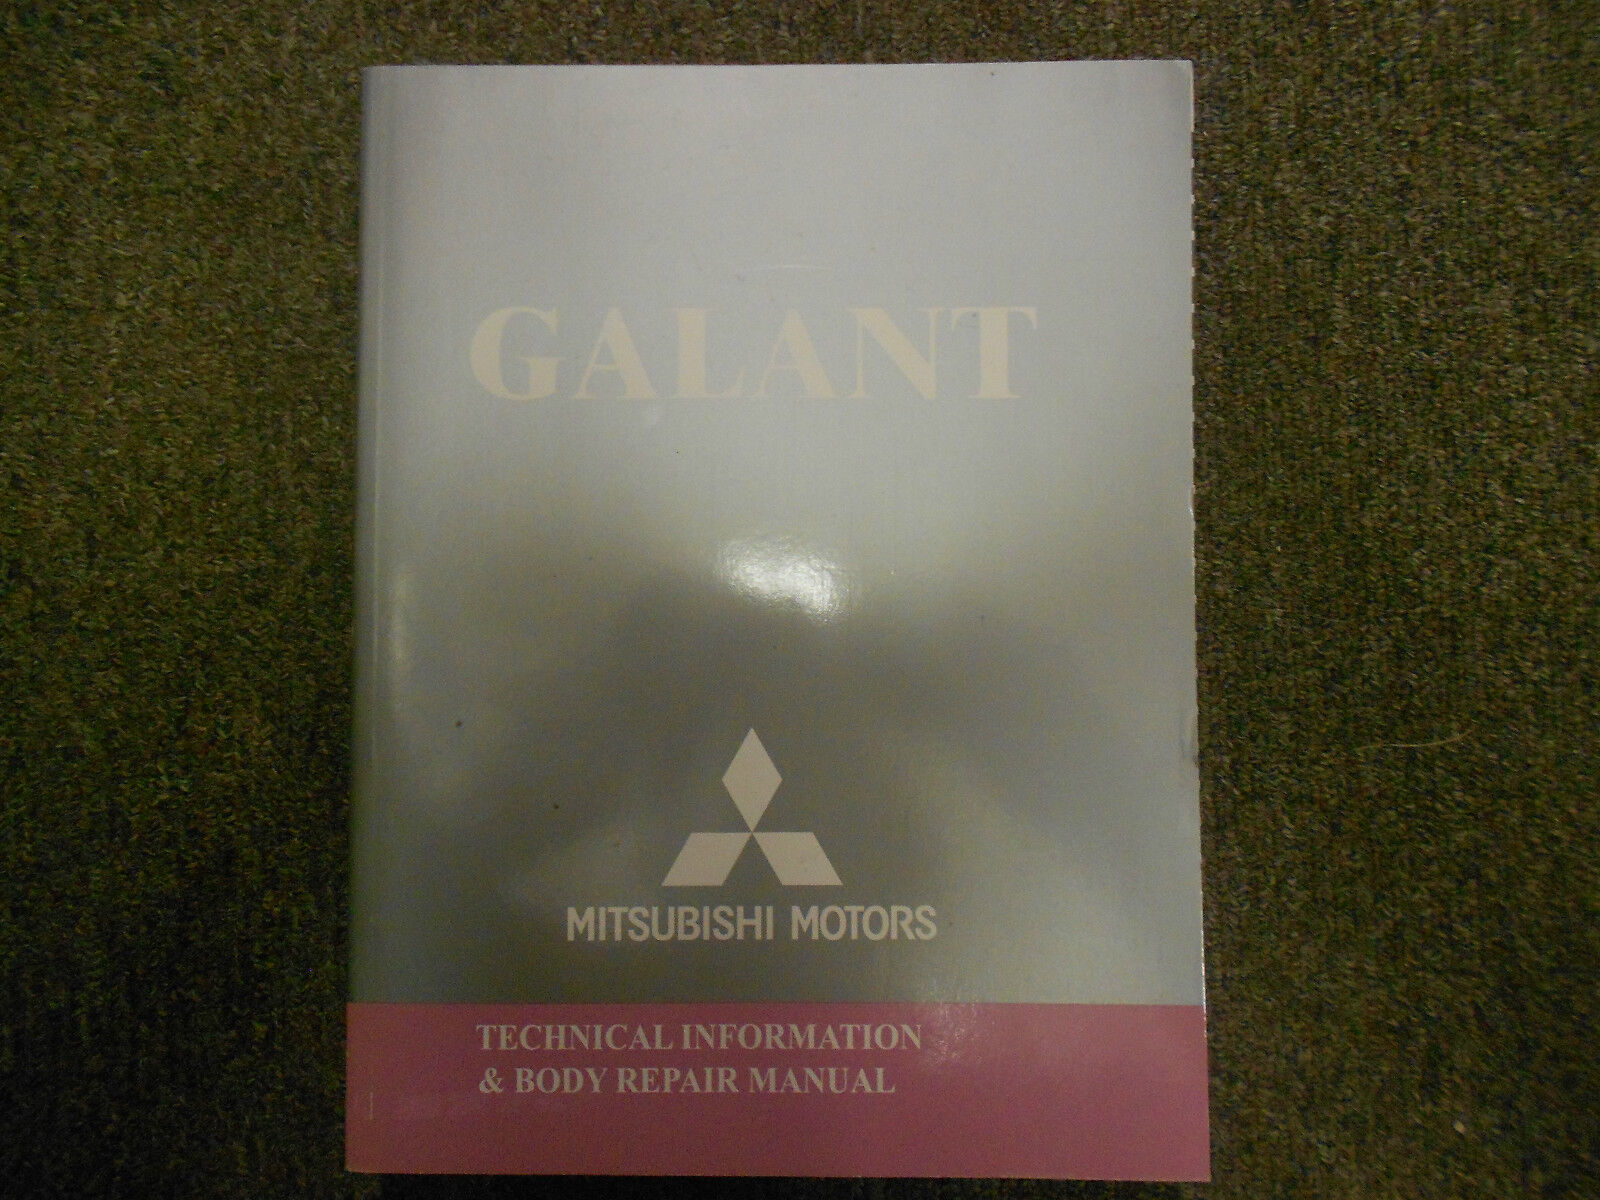 GALANT
MITSUBISHI MOTORS
TECHNICAL INFORMATION
& BODY REPAIR MANUAL